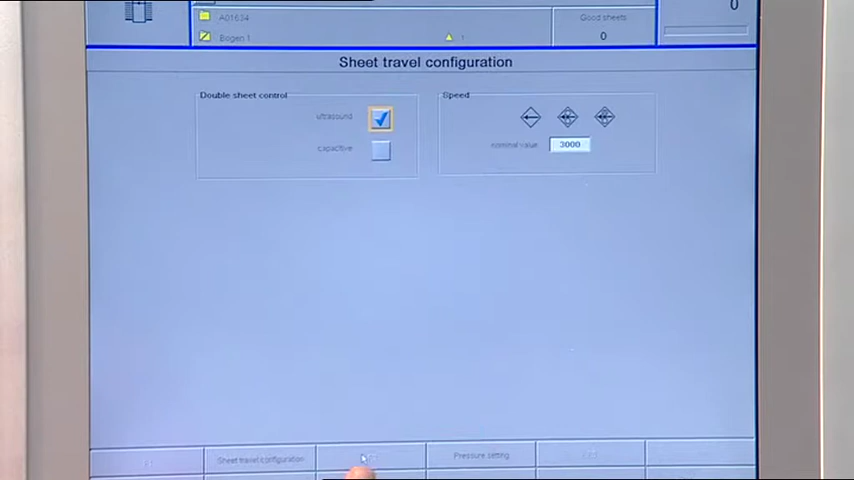 0
A01634
Good sheets
Bogen 1
1
0
Sheet travel configuration
Double sheet control
Speed
ultrasound
capacitive
nominal value
3000
Sheet travel configuration
Pressure setting